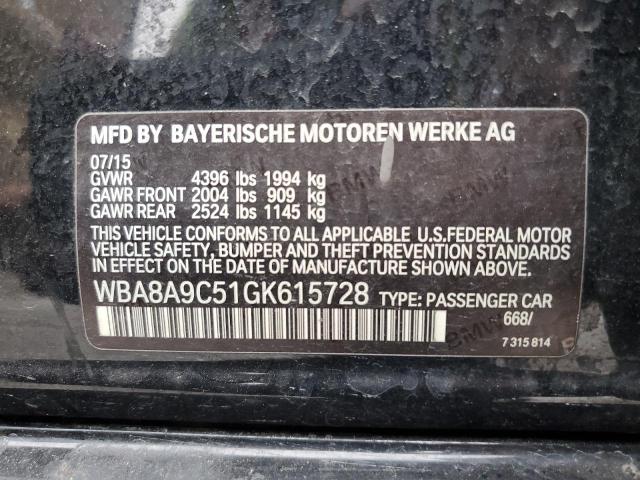 MFD BY BAYERISCHE MOTOREN WERKE AG
07/15
GVWR 4396 lbs 1994 kg
GAWR FRONT 2004 lbs 909 kg
GAWR REAR 2524 lbs 1145 kg
THIS VEHICLE CONFORMS TO ALL APPLICABLE U.S.FEDERAL MOTOR
VEHICLE SAFETY, BUMPER AND THEFT PREVENTION STANDARDS
IN EFFECT ON THE DATE OF MANUFACTURE SHOWN ABOVE.
WBA8A9C51GK615728 TYPE: PASSENGER CAR
668/
7 315 814